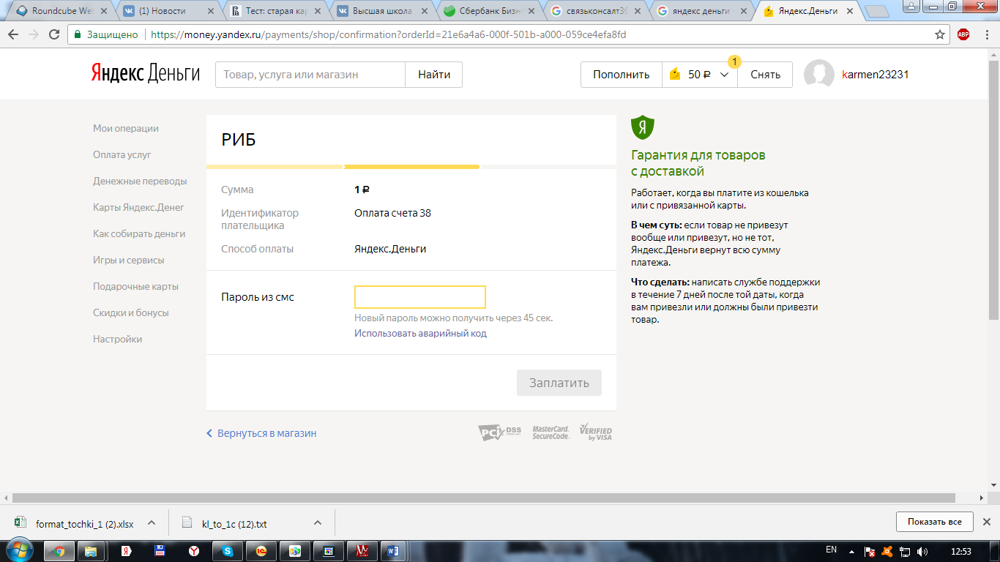 Roundcube Web
(1) Новости
Тест: старая кар
Высшая школа
Сбербанк Бизн
связьконсалт36
яндекс деньги
Яндекс.Деньги
Защищено
https://money.yandex.ru/payments/shop/confirmation?orderId=21e6a4a6-000f-501b-a000-059ce4efa8fd
ABP
Яндекс Деньги
Товар, услуга или магазин
Найти
Пополнить
50 ₽
1
Снять
karmen23231
Мои операции
Оплата услуг
Денежные переводы
Карты Яндекс.Денег
Как собирать деньги
Игры и сервисы
Подарочные карты
Скидки и бонусы
Настройки
РИБ
Сумма
1 ₽
Идентификатор
плательщика
Оплата счета 38
Способ оплаты
Яндекс.Деньги
Пароль из смс
Новый пароль можно получить через 45 сек.
Использовать аварийный код
Заплатить
Вернуться в магазин
PCI DSS
MasterCard.
SecureCode.
VERIFIED
by VISA
Я
Гарантия для товаров
с доставкой
Работает, когда вы платите из кошелька
или с привязанной карты.
В чем суть: если товар не привезут
вообще или привезут, но не тот,
Яндекс.Деньги вернут всю сумму
платежа.
Что сделать: написать службе поддержки
в течение 7 дней после той даты, когда
вам привезли или должны были привезти
товар.
format_tochki_1 (2).xlsx
kl_to_1c (12).txt
Показать все
EN
12:53